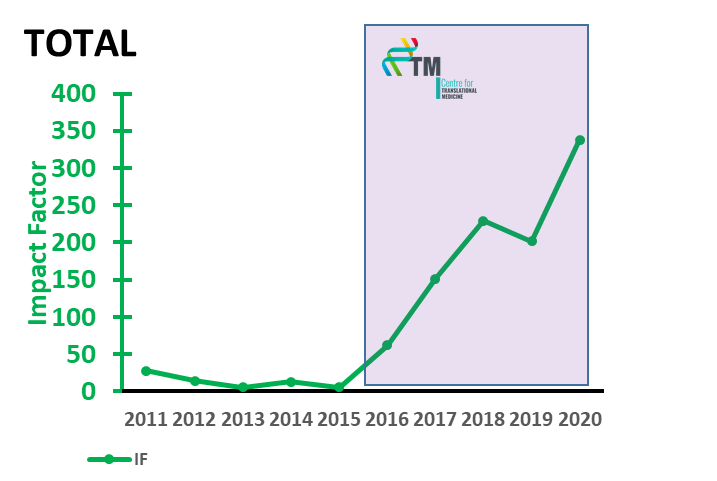 TOTAL
TM
Centre for
TRANSLATIONAL
MEDICINE
400
350
300
250
200
150
100
50
0
Impact Factor
2011 2012 2013 2014 2015 2016 2017 2018 2019 2020
IF